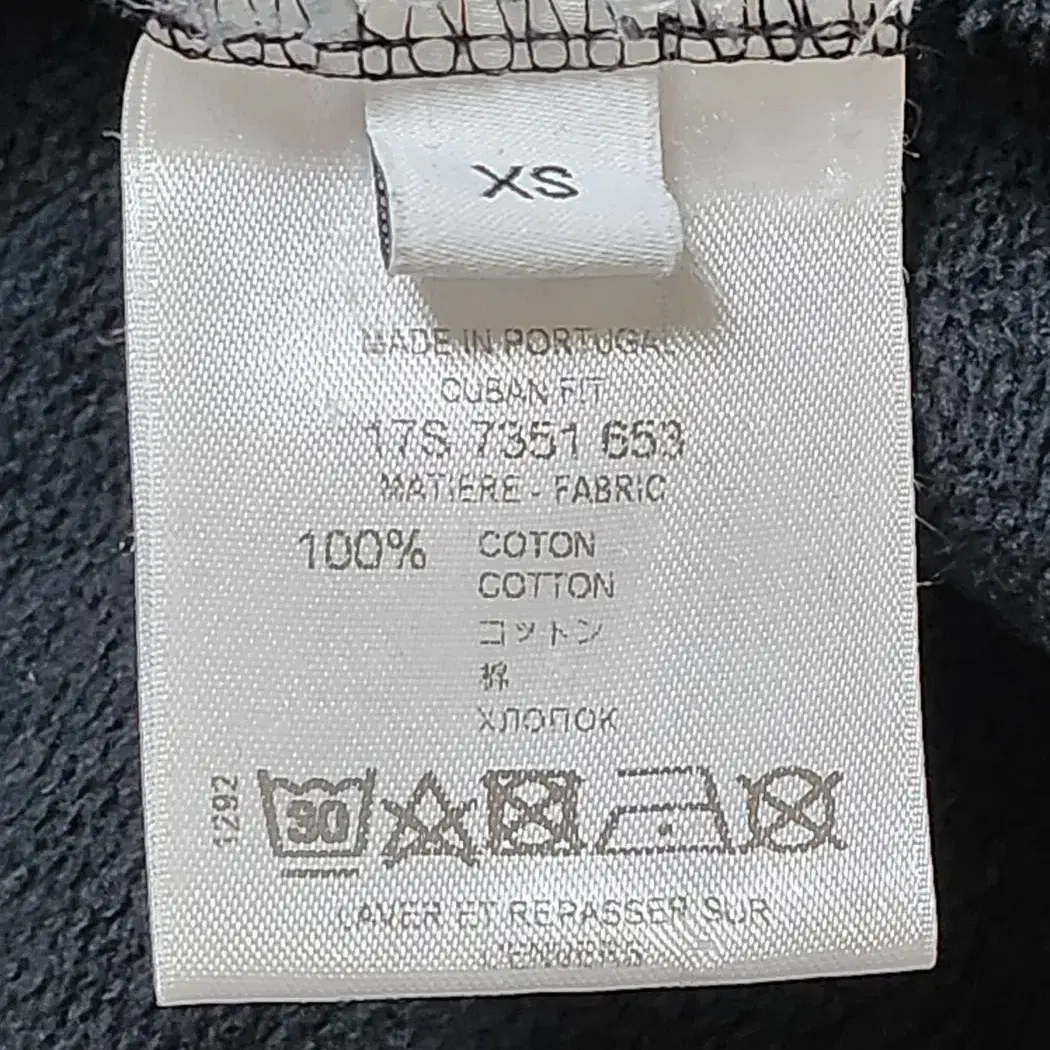 XS
MADE IN PORTUGAL
CUBAN FIT
17S 7351 653
MATIERE - FABRIC
100% COTON
COTTON
コットン
棉
ХЛОПОК
1292
30
LAVER ET REPASSER SUR
L'ENVERS